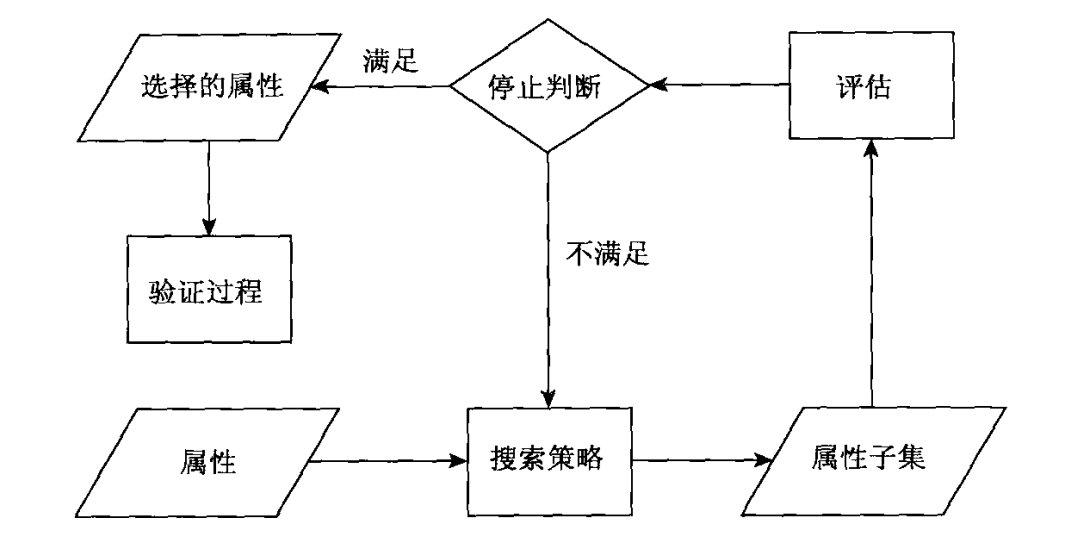 选择的属性
满足
停止判断
评估
不满足
验证过程
属性
搜索策略
属性子集